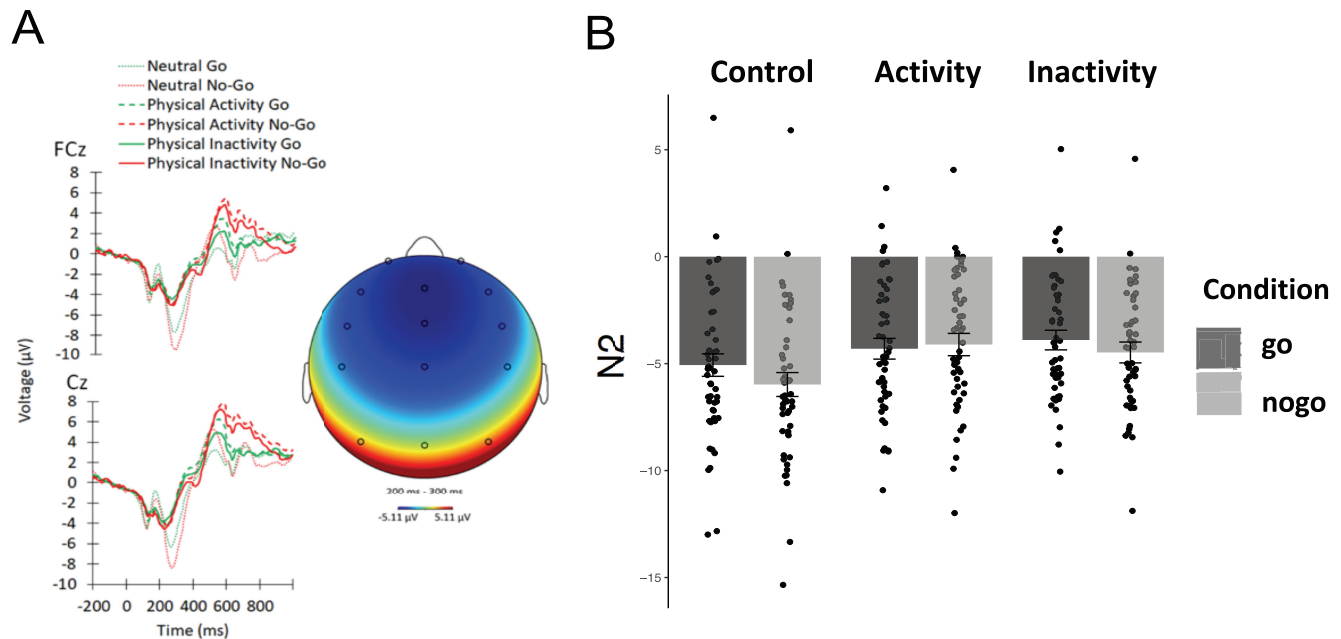 A
Neutral Go
Neutral No-Go
Physical Activity Go
Physical Activity No-Go
Physical Inactivity Go
Physical Inactivity No-Go
FCz
8
6
4
2
0
-2
-4
-6
-8
-10
Voltage (µV)
Cz
8
6
4
2
0
-2
-4
-6
-8
-10
-200 0 200 400 600 800
Time (ms)
200 ms - 300 ms
-5.11 µV 5.11 µV
B
Control Activity Inactivity
5
0
-5
-10
-15
N2
Condition
go
nogo